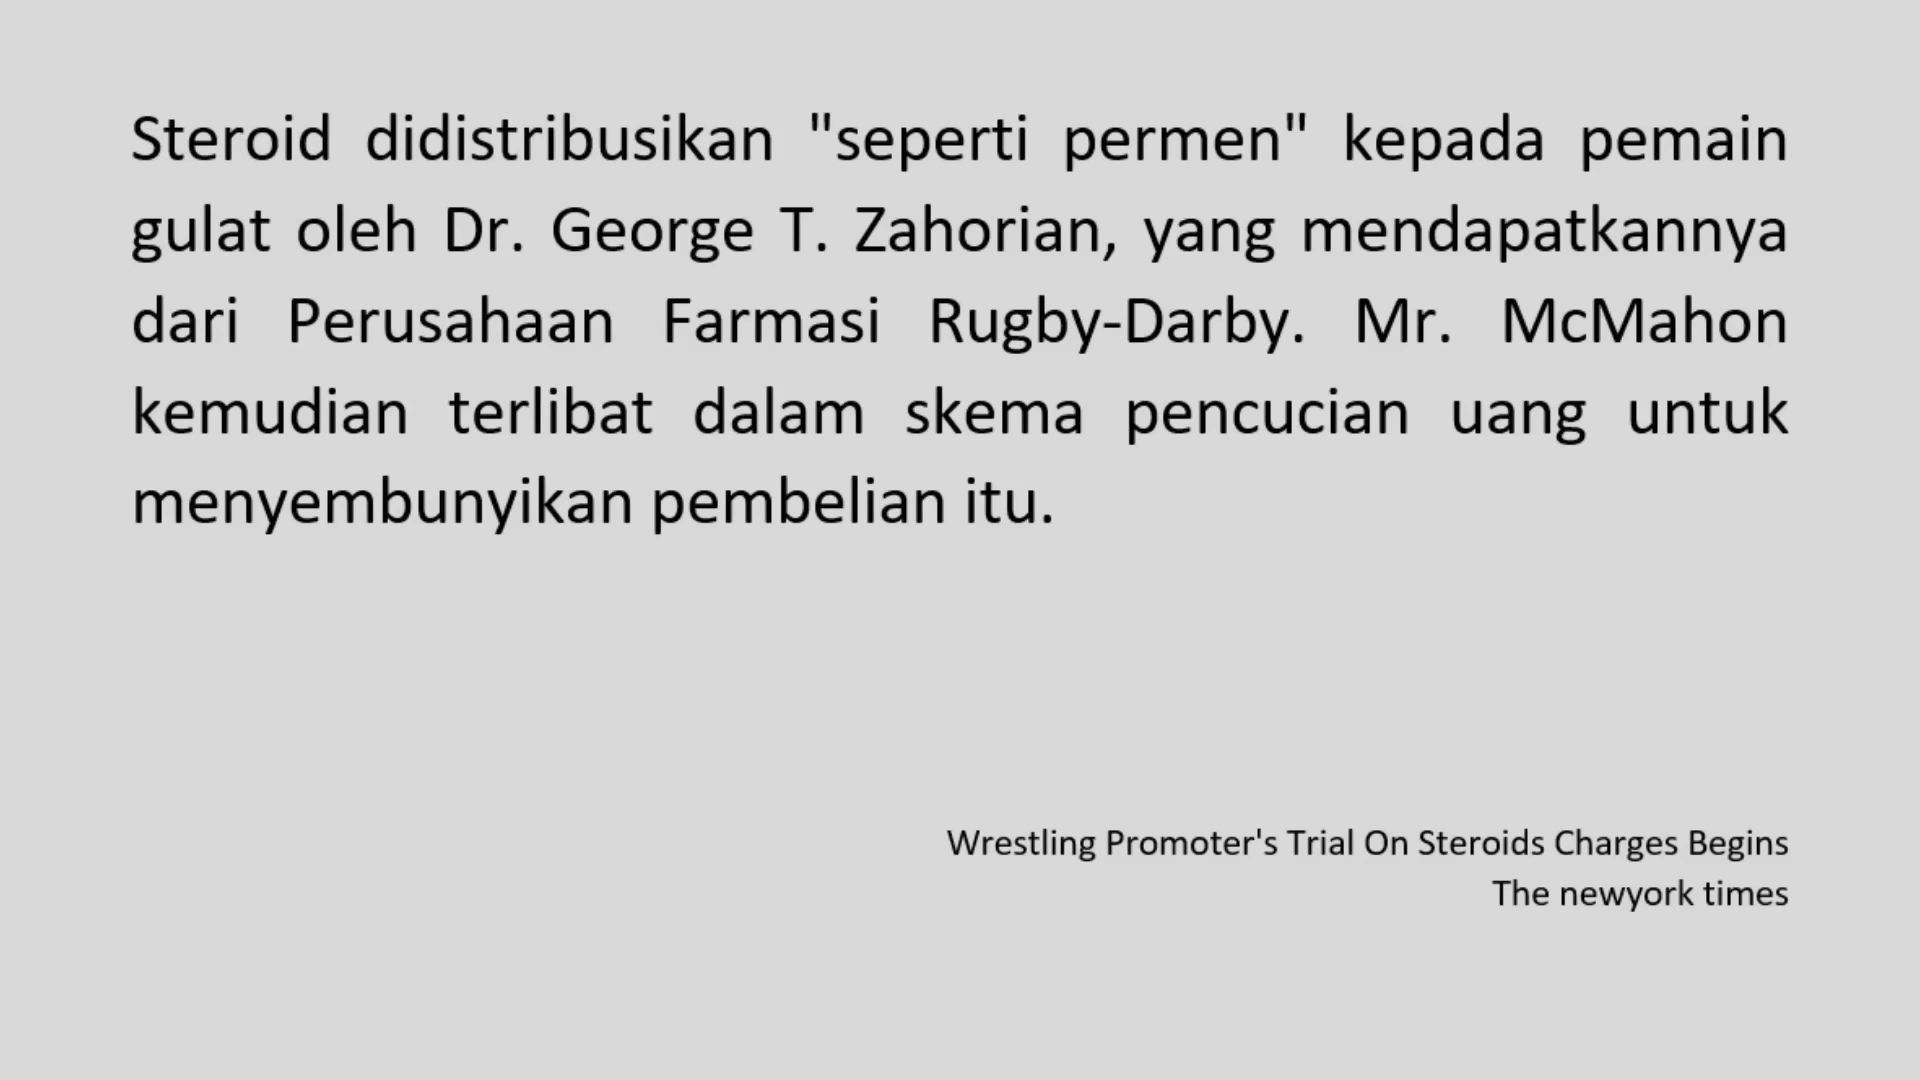 Steroid didistribusikan "seperti permen" kepada pemain
gulat oleh Dr. George T. Zahorian, yang mendapatkannya
dari Perusahaan Farmasi Rugby-Darby. Mr. McMahon
kemudian terlibat dalam skema pencucian uang untuk
menyembunyikan pembelian itu.
Wrestling Promoter's Trial On Steroids Charges Begins
The newyork times